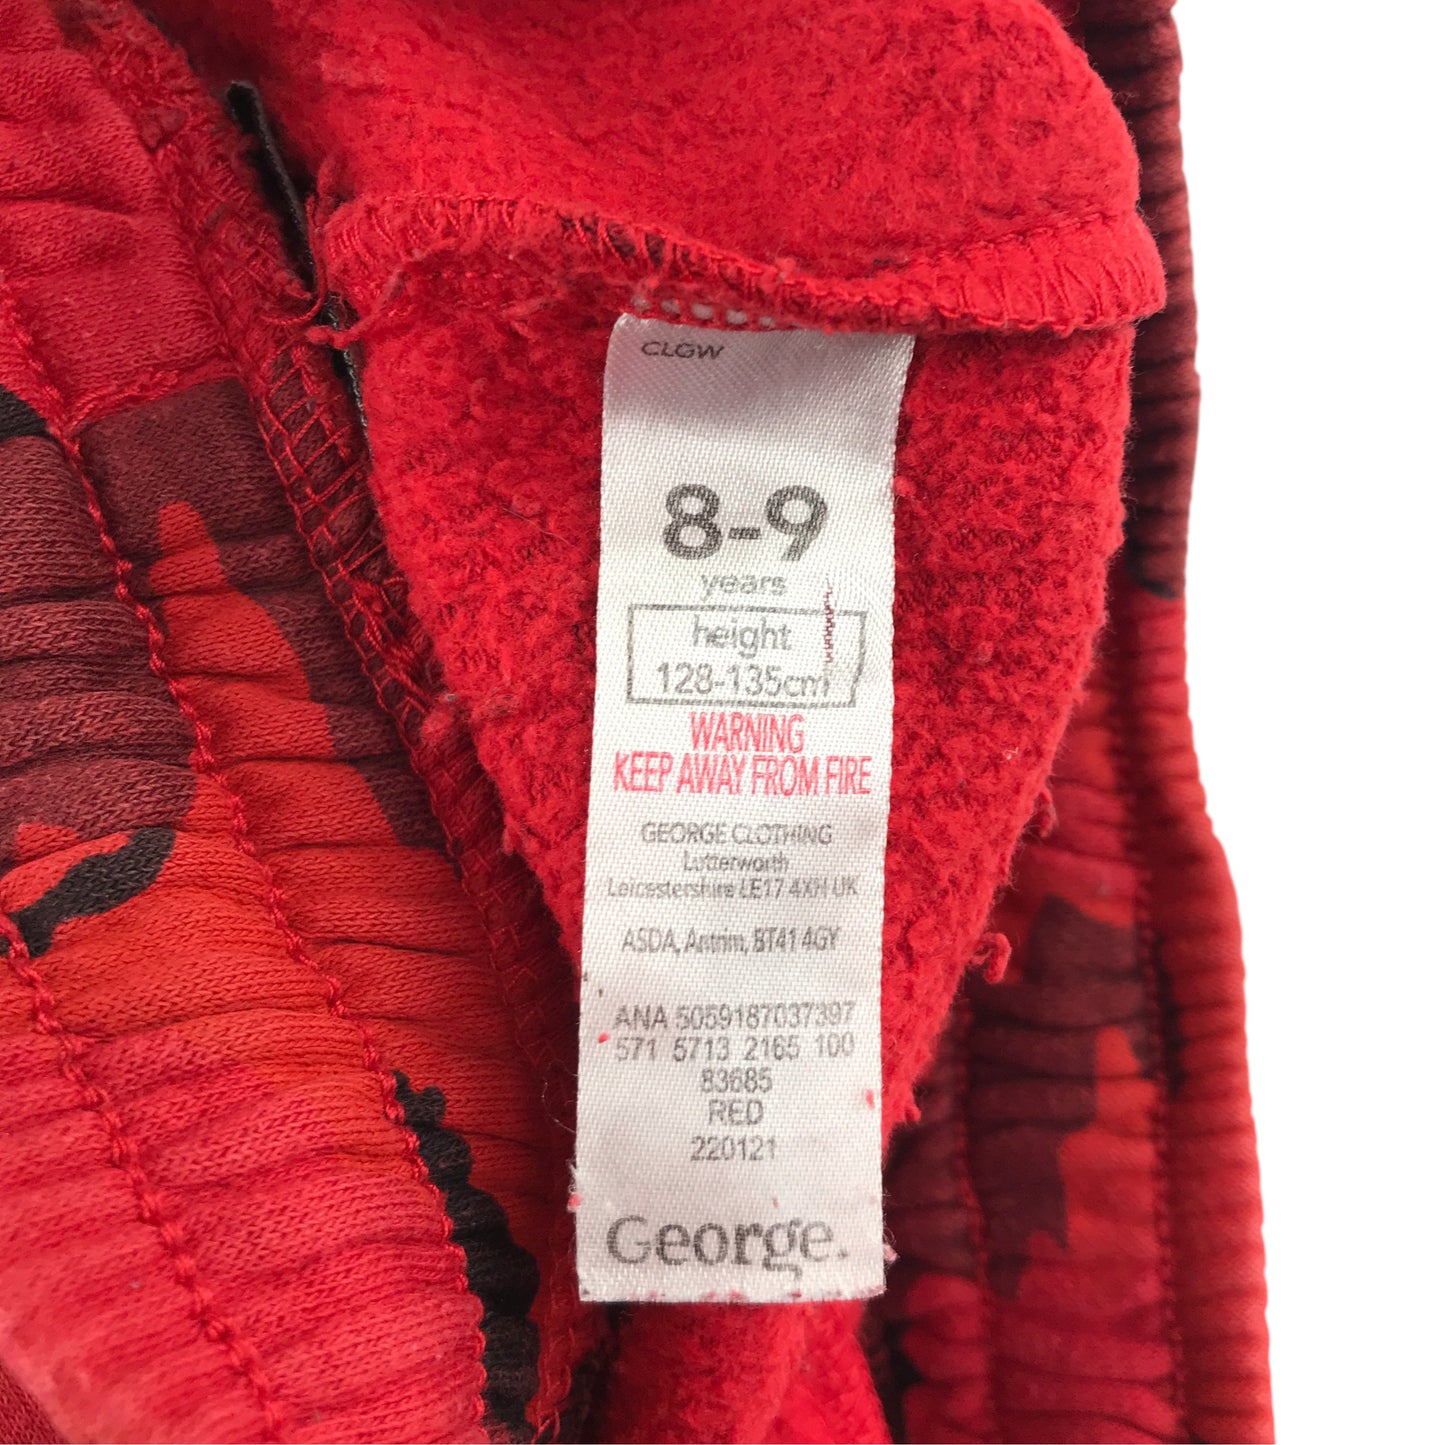 CLGW
8-9
years
height
128-135cm
WARNING
KEEP AWAY FROM FIRE
GEORGE CLOTHING
Lutterworth
Leicestershire LE17 4XH UK
ASDA, Antrim, BT41 4GY
ANA 5059187037397
571 5713 2165 100
83685
RED
220121
George.